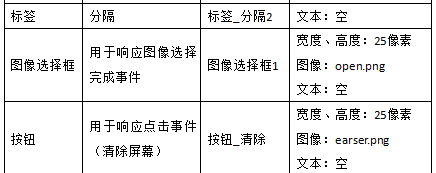 标签 分隔 标签_分隔2 文本：空
图像选择框 用于响应图像选择完成事件 图像选择框1 宽度、高度：25像素
图像：open.png
文本：空
按钮 用于响应点击事件（清除屏幕） 按钮_清除 宽度、高度：25像素
图像：earser.png
文本：空